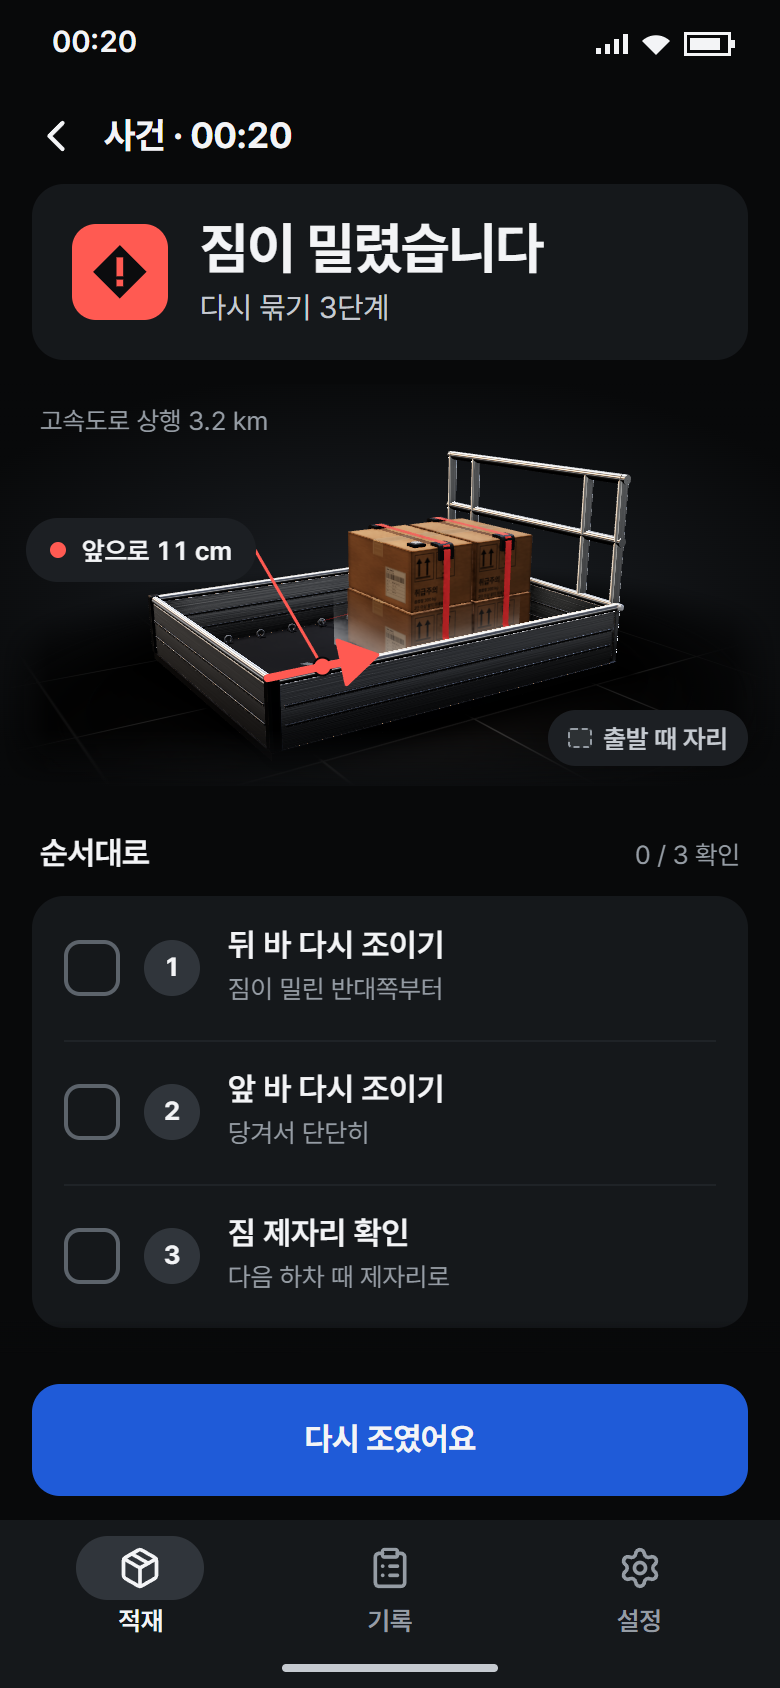 00:20
사건 · 00:20
짐이 밀렸습니다
다시 묶기 3단계
고속도로 상행 3.2 km
앞으로 11 cm
출발 때 자리
순서대로
0 / 3 확인
1
뒤 바 다시 조이기
짐이 밀린 반대쪽부터
2
앞 바 다시 조이기
당겨서 단단히
3
짐 제자리 확인
다음 하차 때 제자리로
다시 조였어요
적재
기록
설정